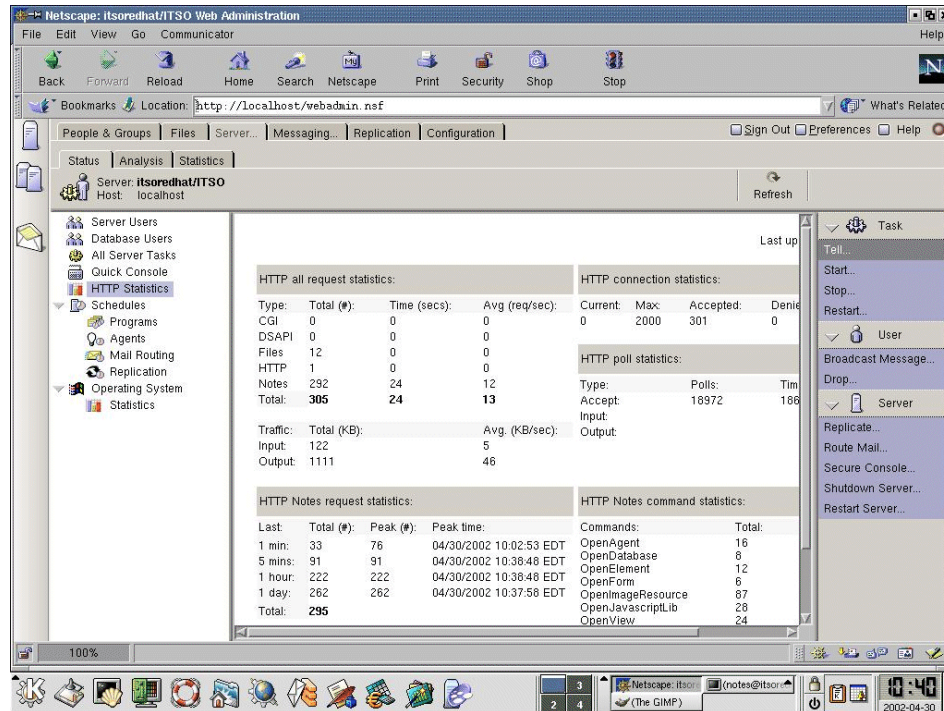 Netscape: itsoredhat/ITSO Web Administration
File Edit View Go Communicator Help
Back Forward Reload Home Search Netscape Print Security Shop Stop
My
N
Bookmarks Location: http://localhost/webadmin.nsf What's Related
People & Groups Files Server... Messaging... Replication Configuration Sign Out Preferences Help
Status Analysis Statistics
Server: itsoredhat/ITSO
Host: localhost
Refresh
Server Users
Database Users
All Server Tasks
Quick Console
HTTP Statistics
Schedules
Programs
Agents
Mail Routing
Replication
Operating System
Statistics
Last up
HTTP all request statistics:
Type: Total (#): Time (secs): Avg (req/sec):
CGI 0 0 0
DSAPI 0 0 0
Files 12 0 0
HTTP 1 0 0
Notes 292 24 12
Total: 305 24 13
Traffic: Total (KB): Avg. (KB/sec):
Input: 122 5
Output: 1111 46
HTTP connection statistics:
Current: Max: Accepted: Denie
0 2000 301 0
HTTP poll statistics:
Type: Polls: Tim
Accept: 18972 186
Input:
Output:
HTTP Notes request statistics:
Last: Total (#): Peak (#): Peak time:
1 min: 33 76 04/30/2002 10:02:53 EDT
5 mins: 91 91 04/30/2002 10:38:48 EDT
1 hour: 222 222 04/30/2002 10:38:48 EDT
1 day: 262 262 04/30/2002 10:37:58 EDT
Total: 295
HTTP Notes command statistics:
Commands: Total:
OpenAgent 16
OpenDatabase 8
OpenElement 12
OpenForm 6
OpenImageResource 87
OpenJavascriptLib 28
OpenView 24
Task
Tell...
Start...
Stop...
Restart...
User
Broadcast Message...
Drop...
Server
Replicate...
Route Mail...
Secure Console...
Shutdown Server...
Restart Server...
100%
3
2 4
Netscape: itsor
(notes@itsore
(The GIMP)
10:40
2002-04-30